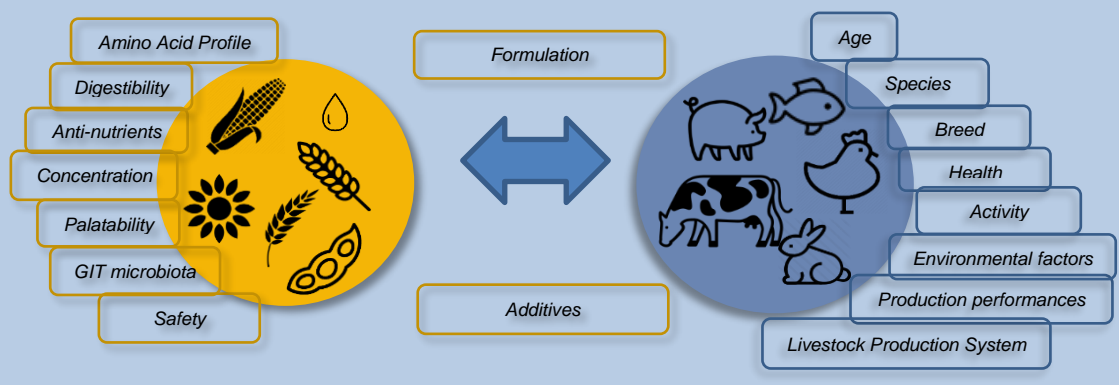 Amino Acid Profile
Digestibility
Anti-nutrients
Concentration
Palatability
GIT microbiota
Safety
Formulation
Additives
Age
Species
Breed
Health
Activity
Environmental factors
Production performances
Livestock Production System